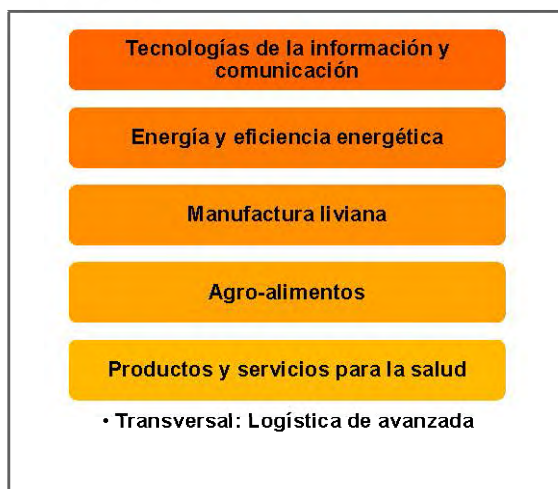 Tecnologías de la información y
comunicación
Energía y eficiencia energética
Manufactura liviana
Agro-alimentos
Productos y servicios para la salud
• Transversal: Logística de avanzada